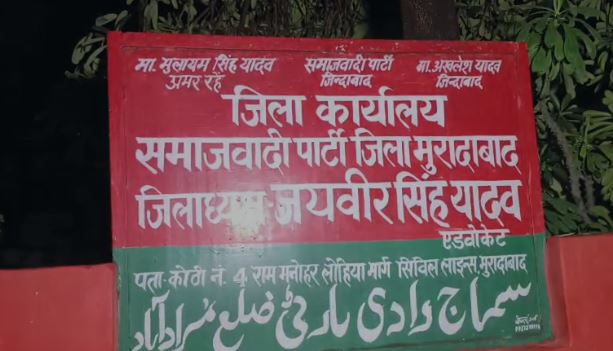 मा. मुलायम सिंह यादव समाजवादी पार्टी मा. अखलेश यादव
अमर रहें जिन्दाबाद जिन्दाबाद
जिला कार्यालय
समाजवादी पार्टी जिला मुरादाबाद
जिलाध्यक्ष-जयवीर सिंह यादव
एडवोकेट
पता-कोठी नं. 4 राम मनोहर लोहिया मार्ग सिविल लाइन्स, मुरादाबाद
سماج وادی پارٹی ضلع مرادآباد